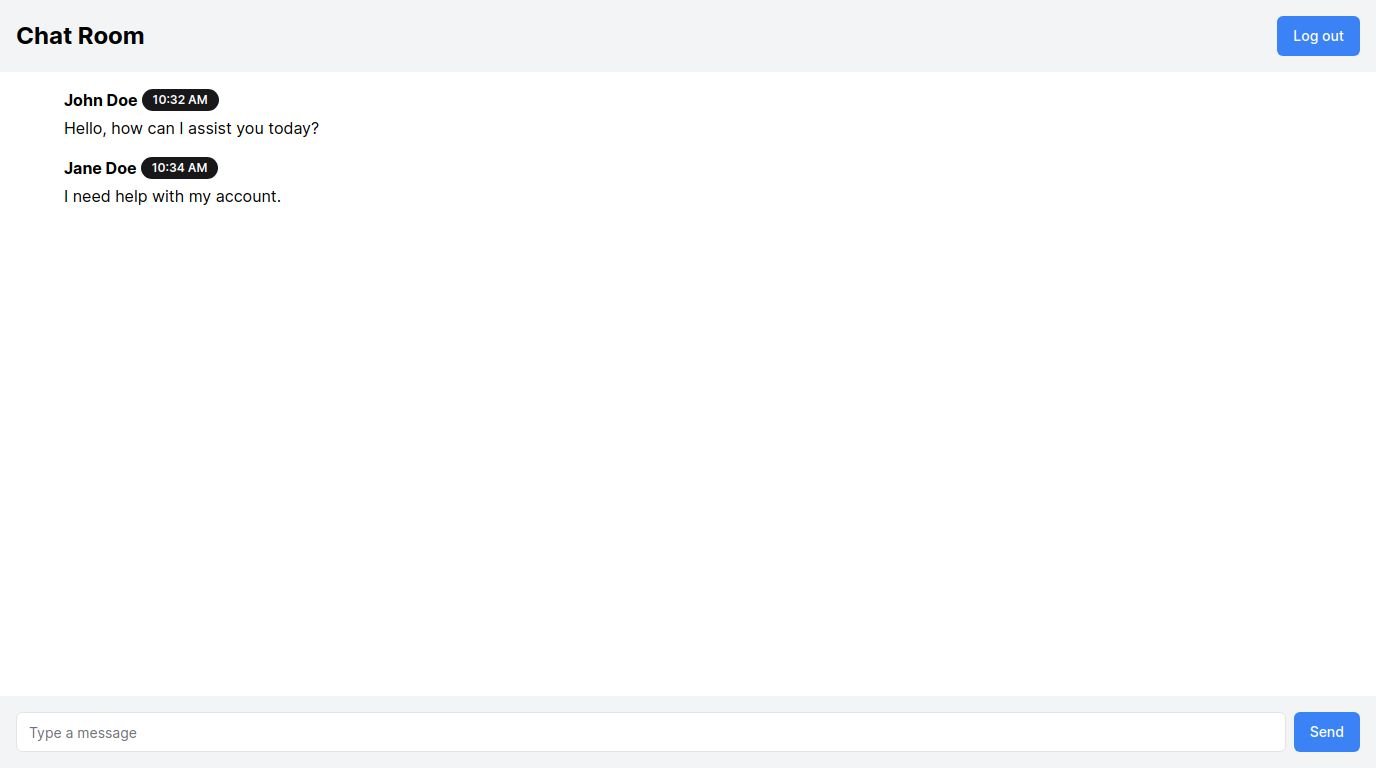 Chat Room
Log out
John Doe 10:32 AM
Hello, how can I assist you today?
Jane Doe 10:34 AM
I need help with my account.
Type a message
Send